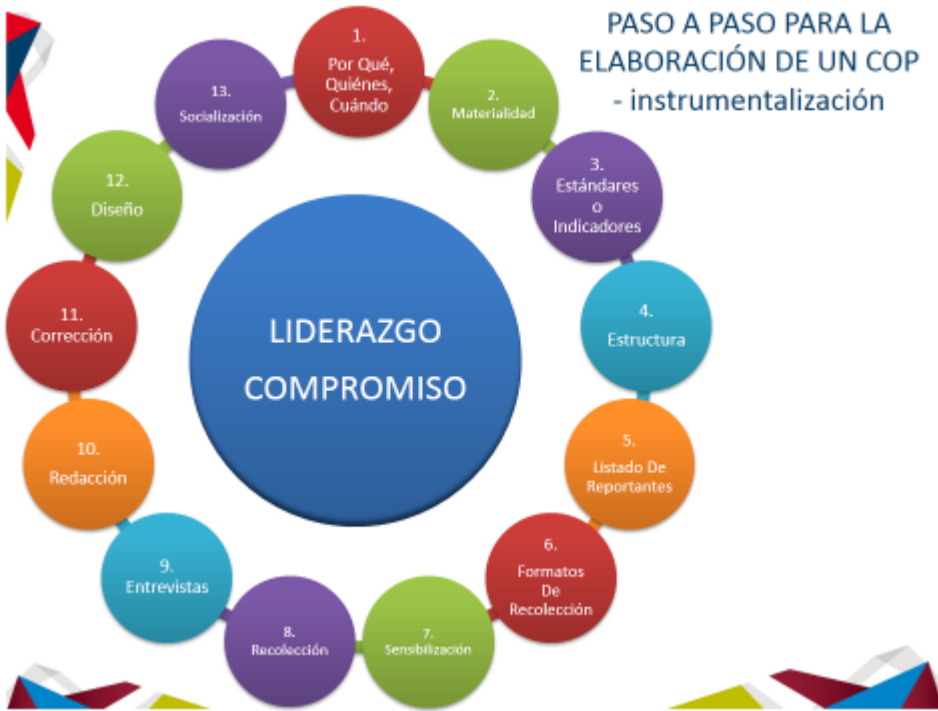 PASO A PASO PARA LA
ELABORACIÓN DE UN COP
- instrumentalización
1.
Por Qué,
Quiénes,
Cuándo
2.
Materialidad
3.
Estándares
o
Indicadores
4.
Estructura
5.
Listado De
Reportantes
6.
Formatos
De
Recolección
7.
Sensibilización
8.
Recolección
9.
Entrevistas
10.
Redacción
11.
Corrección
12.
Diseño
13.
Socialización
LIDERAZGO
COMPROMISO